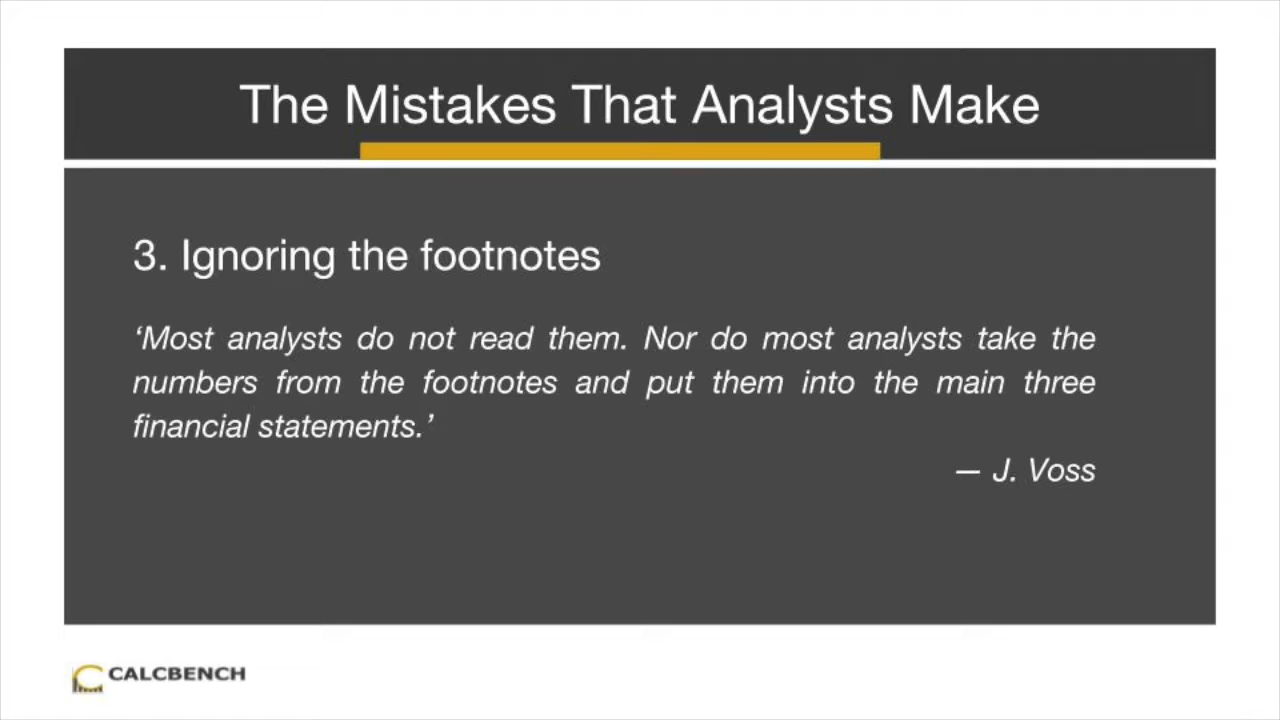 The Mistakes That Analysts Make
3. Ignoring the footnotes
‘Most analysts do not read them. Nor do most analysts take the
numbers from the footnotes and put them into the main three
financial statements.’
— J. Voss
CALCBENCH